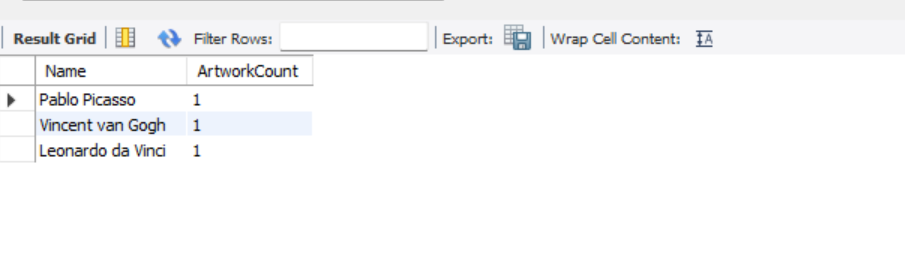 Result Grid Filter Rows: Export: Wrap Cell Content: IA
Name ArtworkCount
Pablo Picasso 1
Vincent van Gogh 1
Leonardo da Vinci 1